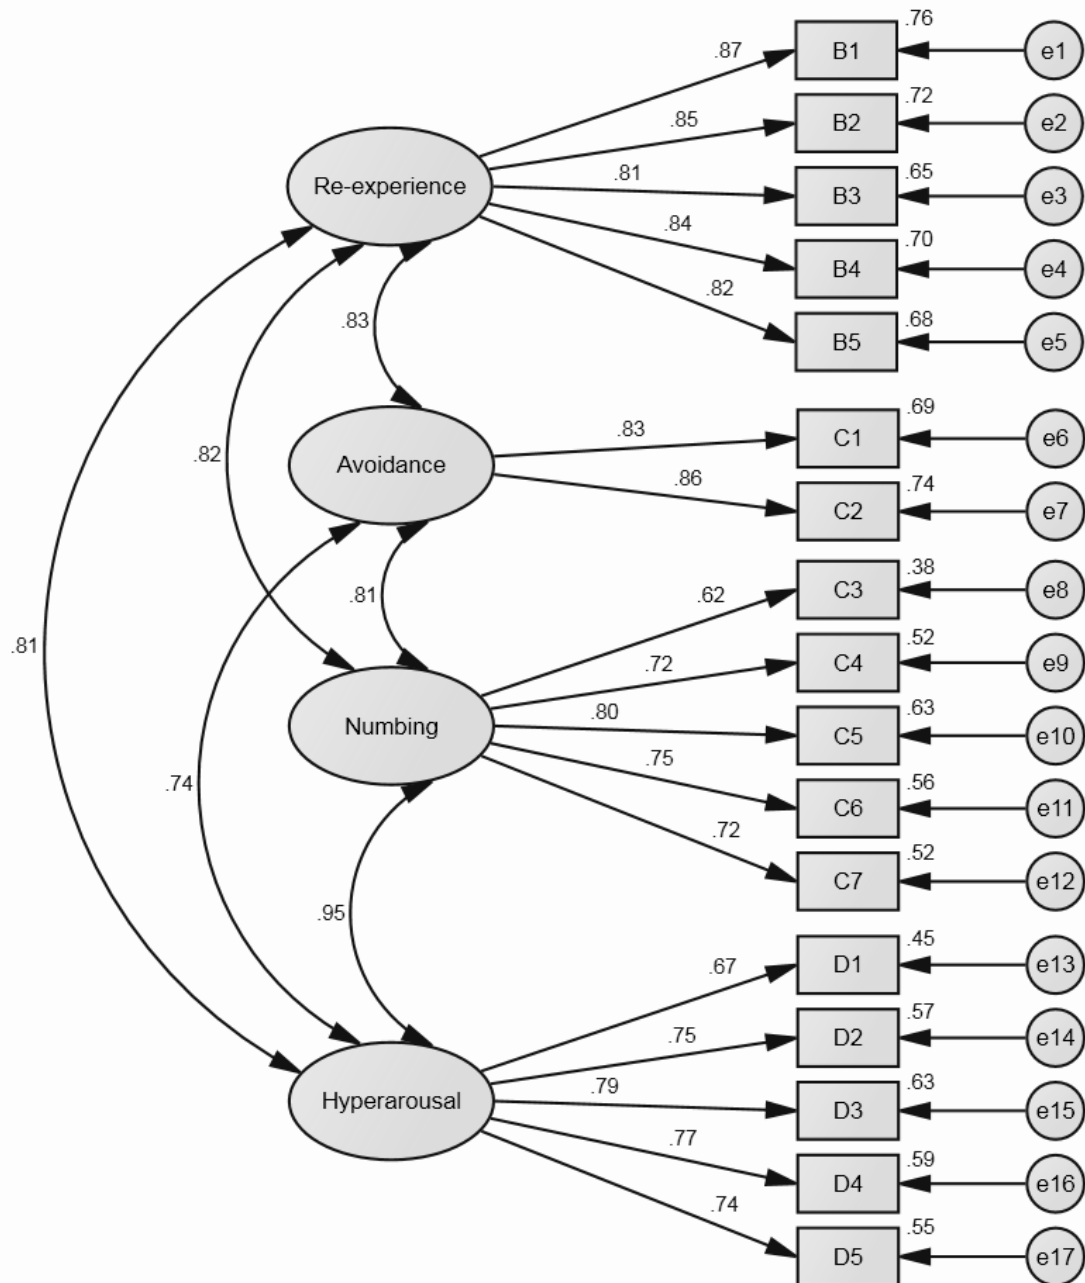 .76
.87
B1
e1
.72
.85
B2
e2
Re-experience
.65
.81
B3
e3
.70
.84
B4
e4
.82
.68
B5
e5
.83
.69
.83
C1
e6
.82
Avoidance
.74
.86
C2
e7
.81
.38
.62
C3
e8
.81
.52
.72
C4
e9
Numbing
.63
.80
C5
e10
.74
.56
.75
C6
e11
.72
.52
C7
e12
.95
.45
.67
D1
e13
.57
.75
D2
e14
Hyperarousal
.63
.79
D3
e15
.59
.77
D4
e16
.74
.55
D5
e17